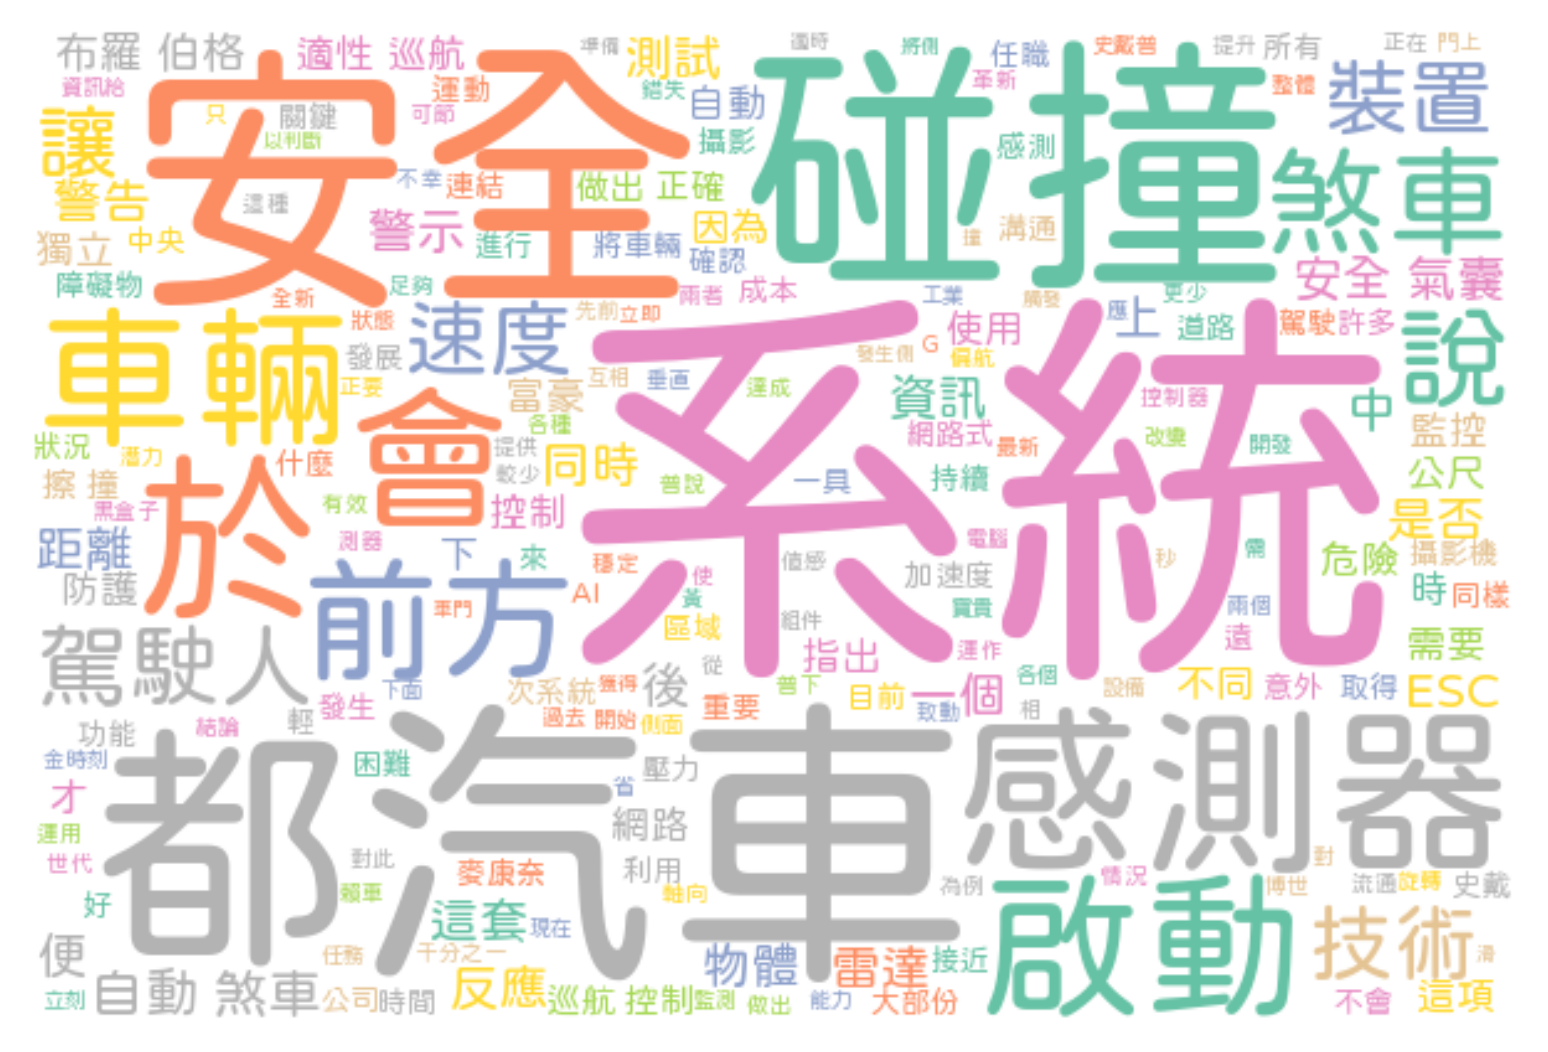 布羅 伯格 適性 巡航 準備 測試 適時 將側 任職 史戴普 提升 所有 正在 門上
資訊給 安全 運動 錯失 自動 碰撞 革新 整體 裝置
讓 只 關鍵 可節 攝影 感測
以判斷 煞車
警告 不幸 連結 做出 正確
這種 警示 因為 撞 溝通
獨立 中央 進行 將車輛 確認
障礙物 足夠 兩者 成本 更少 安全 氣囊
全新 先前 立即 工業 觸發 應 上
車輛 狀態 速度 系統 G 使用 道路 駕駛 許多 說
發展 發生側 偏航
正要 會 富豪 互相 垂直 達成 資訊 控制器 中
狀況 潛力 各種 網路式 最新 改變 開發 監控
什麼 提供 同時
擦 撞 較少 普說 一具 持續 公尺
黑盒子 於 有效 控制 是否
距離 測器 下 來 穩定 值感 電腦 秒 需 危險 攝影機
防護 前方 AI 使 加速度 時 同樣
車門 黃 寶貴 兩個
駕駛人 區域 組件 遠 需要
指出 運作
下面 次系統 獲得 後 從 普下 目前 一個 各個 設備 不同 意外 取得 ESC
發生 過去 開始 側面 重要 致動 相
功能 結論 輕
金時刻 都 汽車 困難 壓力 感測器
才 省
運用 網路
世代 對此 麥康奈 利用 情況 對
好 賴車 軸向 為例 博世 流通 旋轉 史戴
這套 現在 啟動 技術
便 任務 千分之一 物體 雷達 接近 滑
立刻 自動 煞車 公司 時間 反應 巡航 控制 監測 做出 能力 大部份 不會 這項